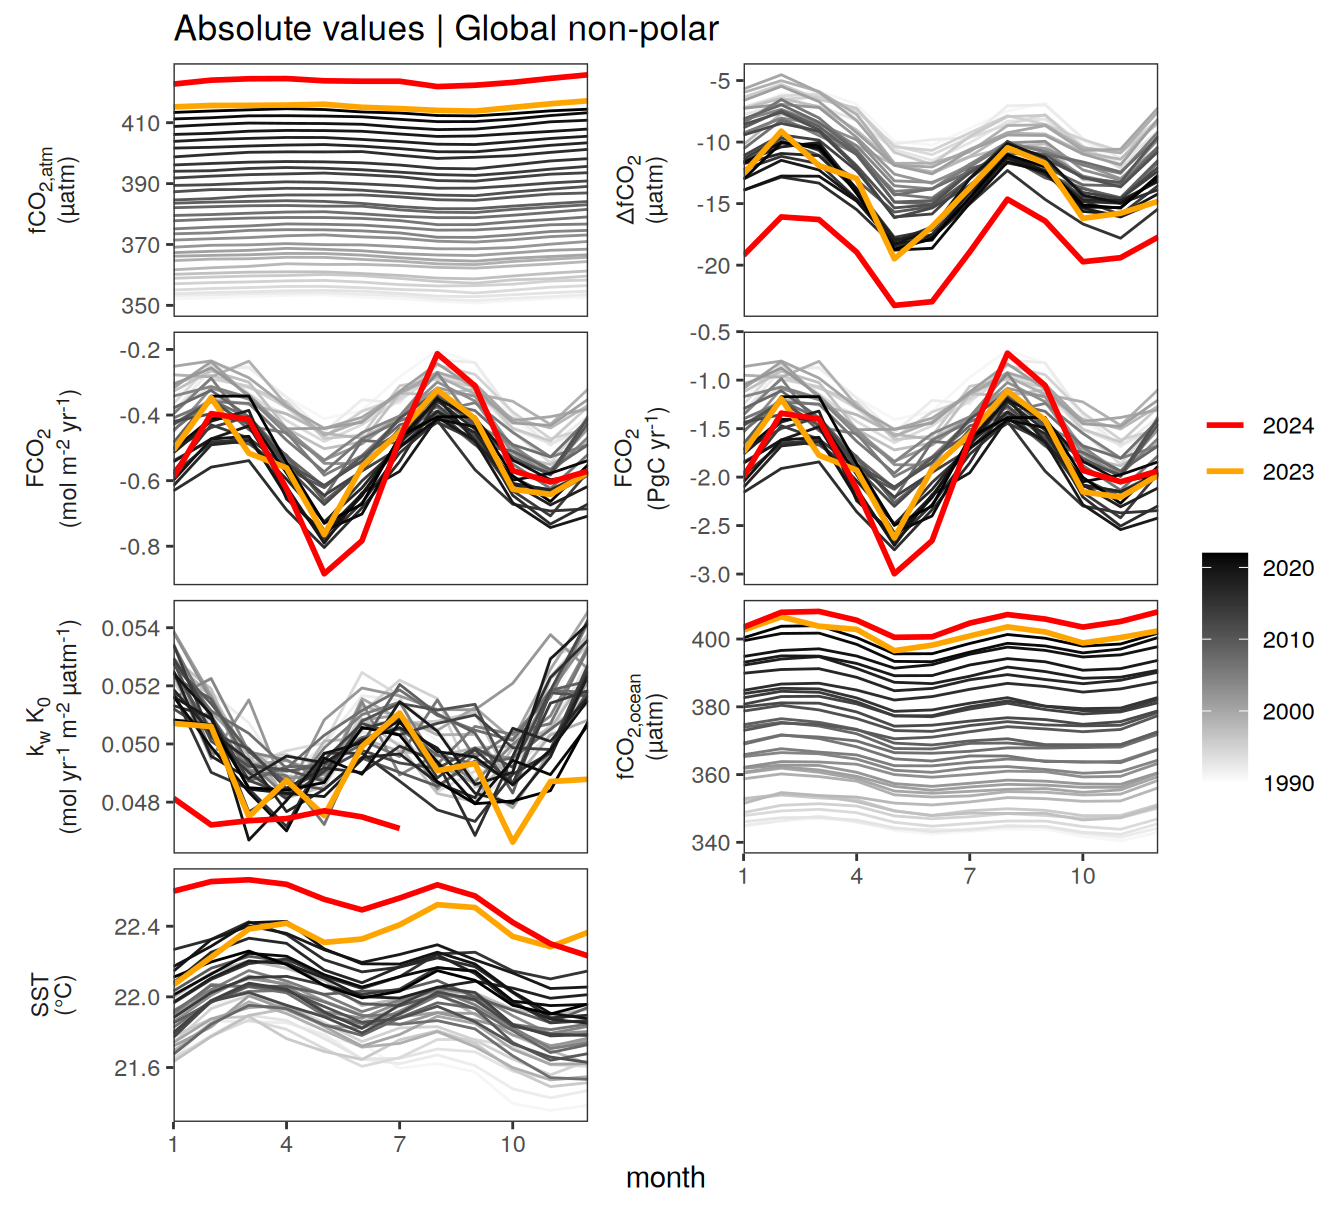 Absolute values | Global non-polar
fCO2,atm
(µatm)
410
390
370
350
ΔfCO2
(µatm)
-5
-10
-15
-20
FCO2
(mol m-2 yr-1)
-0.2
-0.4
-0.6
-0.8
FCO2
(PgC yr-1)
-0.5
-1.0
-1.5
-2.0
-2.5
-3.0
kw K0
(mol yr-1 m-2 µatm-1)
0.054
0.052
0.050
0.048
fCO2,ocean
(µatm)
400
380
360
340
1 4 7 10
SST
(°C)
22.4
22.0
21.6
1 4 7 10
month
2024
2023
2020
2010
2000
1990